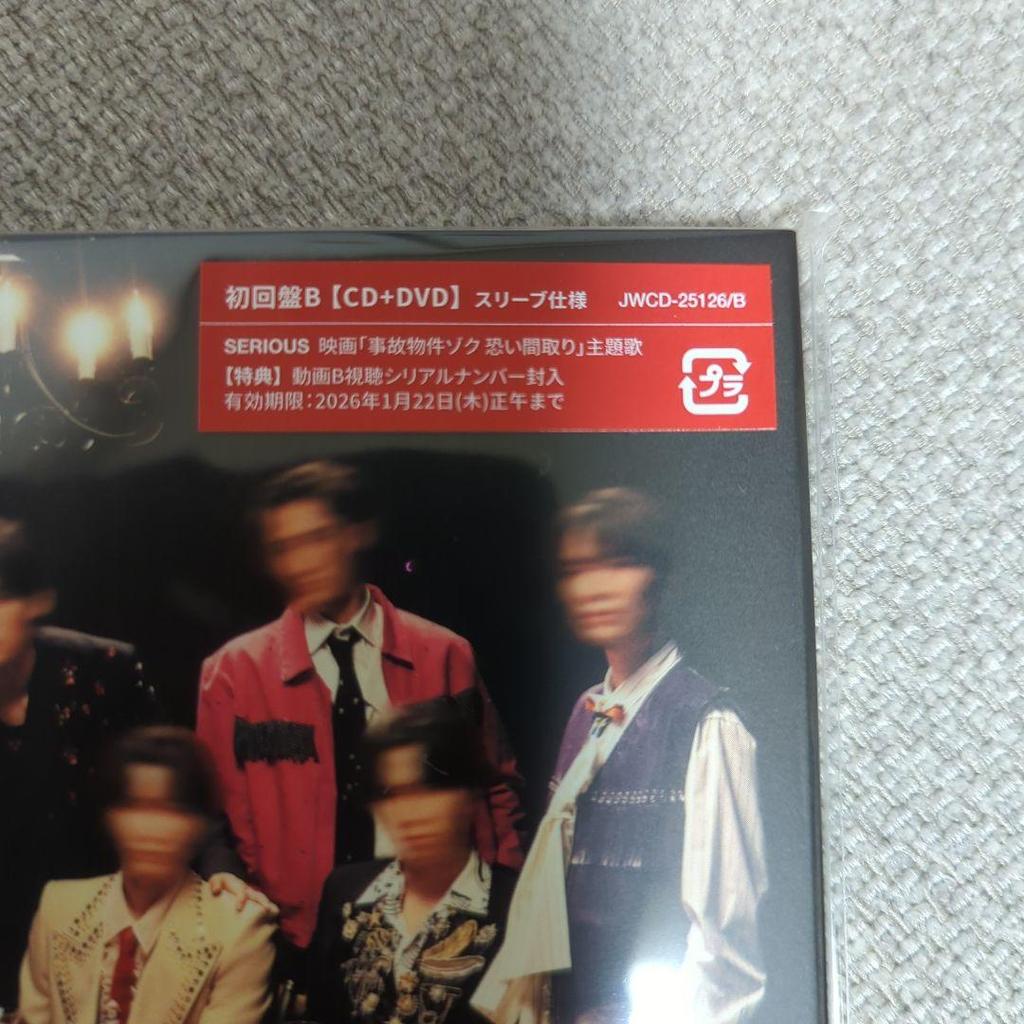 初回盤B【CD+DVD】 スリーブ仕様 JWCD-25126/B
SERIOUS 映画「事故物件ゾク 恐い間取り」主題歌
【特典】動画B視聴シリアルナンバー封入
有効期限：2026年1月22日(木)正午まで
プラ